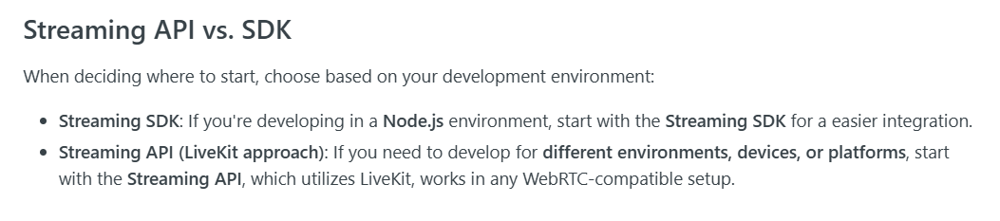 Streaming API vs. SDK
When deciding where to start, choose based on your development environment:
• Streaming SDK: If you're developing in a Node.js environment, start with the Streaming SDK for a easier integration.
• Streaming API (LiveKit approach): If you need to develop for different environments, devices, or platforms, start
with the Streaming API, which utilizes LiveKit, works in any WebRTC-compatible setup.